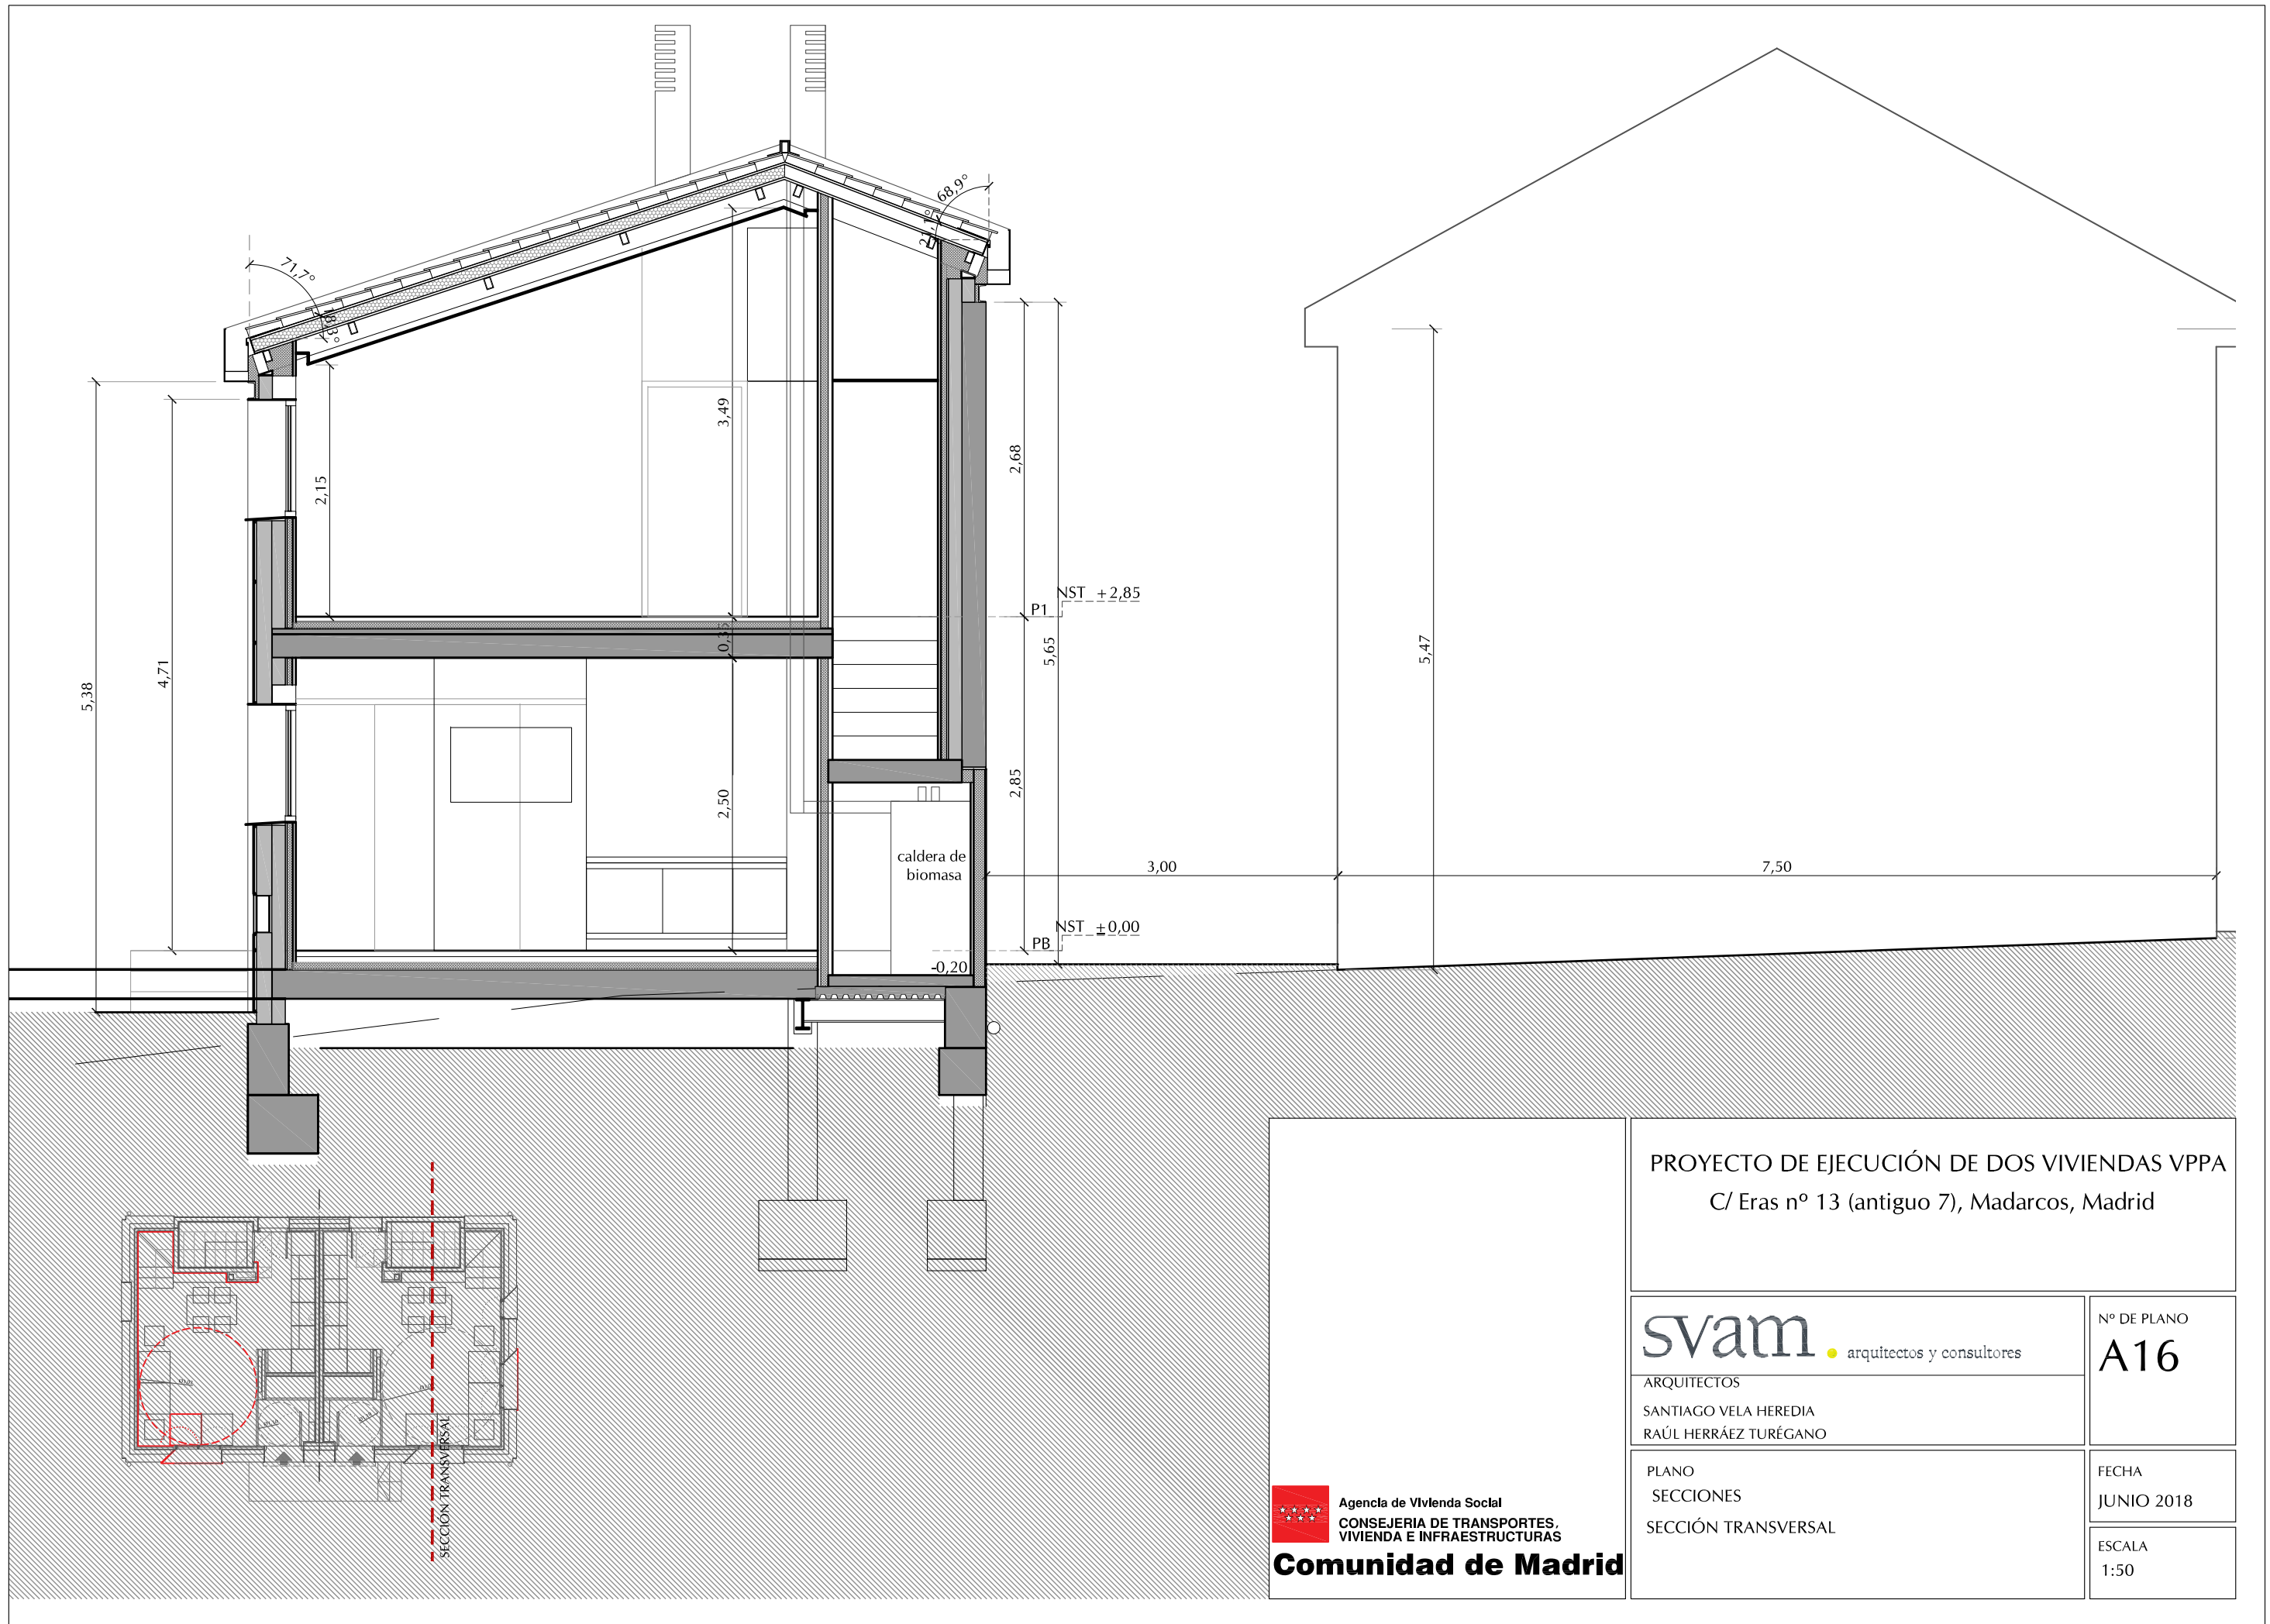 71,7°
18,3°
68,9°
21,1°
3,49
2,15
2,68
NST +2,85
P1
0,35
5,65
5,47
4,71
5,38
2,50
2,85
caldera de
biomasa
3,00
7,50
NST ±0,00
PB
-0,20
SECCIÓN TRANSVERSAL
PROYECTO DE EJECUCIÓN DE DOS VIVIENDAS VPPA
C/ Eras nº 13 (antiguo 7), Madarcos, Madrid
svam
arquitectos y consultores
Nº DE PLANO
A16
ARQUITECTOS
SANTIAGO VELA HEREDIA
RAÚL HERRÁEZ TURÉGANO
PLANO
SECCIONES
SECCIÓN TRANSVERSAL
FECHA
JUNIO 2018
ESCALA
1:50
Agencia de Vivienda Social
CONSEJERIA DE TRANSPORTES,
VIVIENDA E INFRAESTRUCTURAS
Comunidad de Madrid